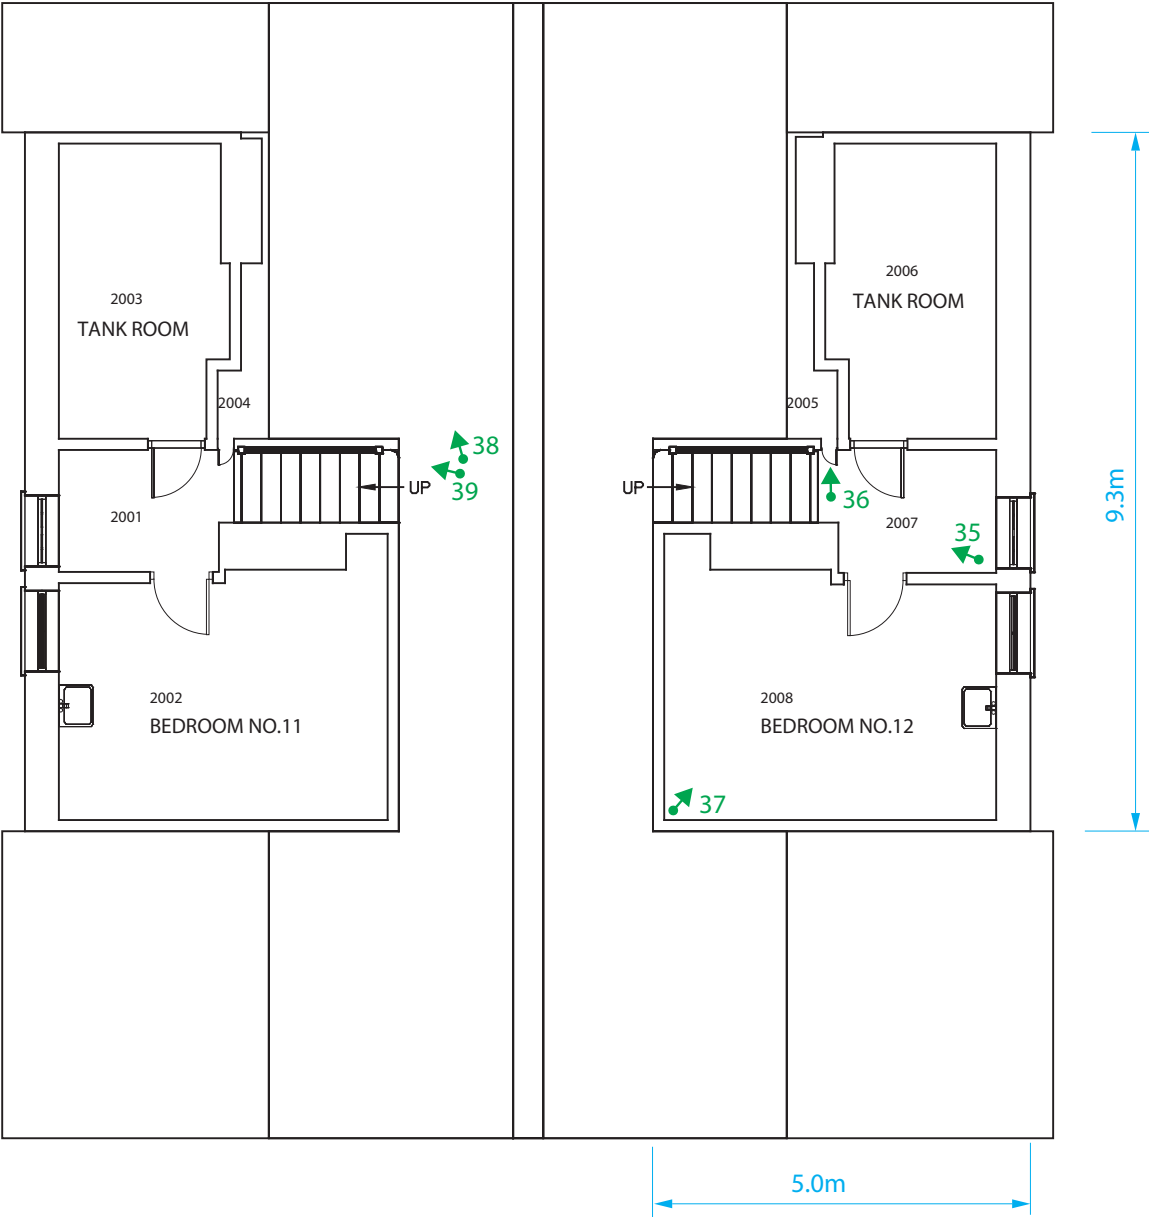 2003
TANK ROOM
2006
TANK ROOM
2004
2005
38
39
UP
UP
36
2001
2007
35
9.3m
2002
BEDROOM NO.11
2008
BEDROOM NO.12
37
5.0m